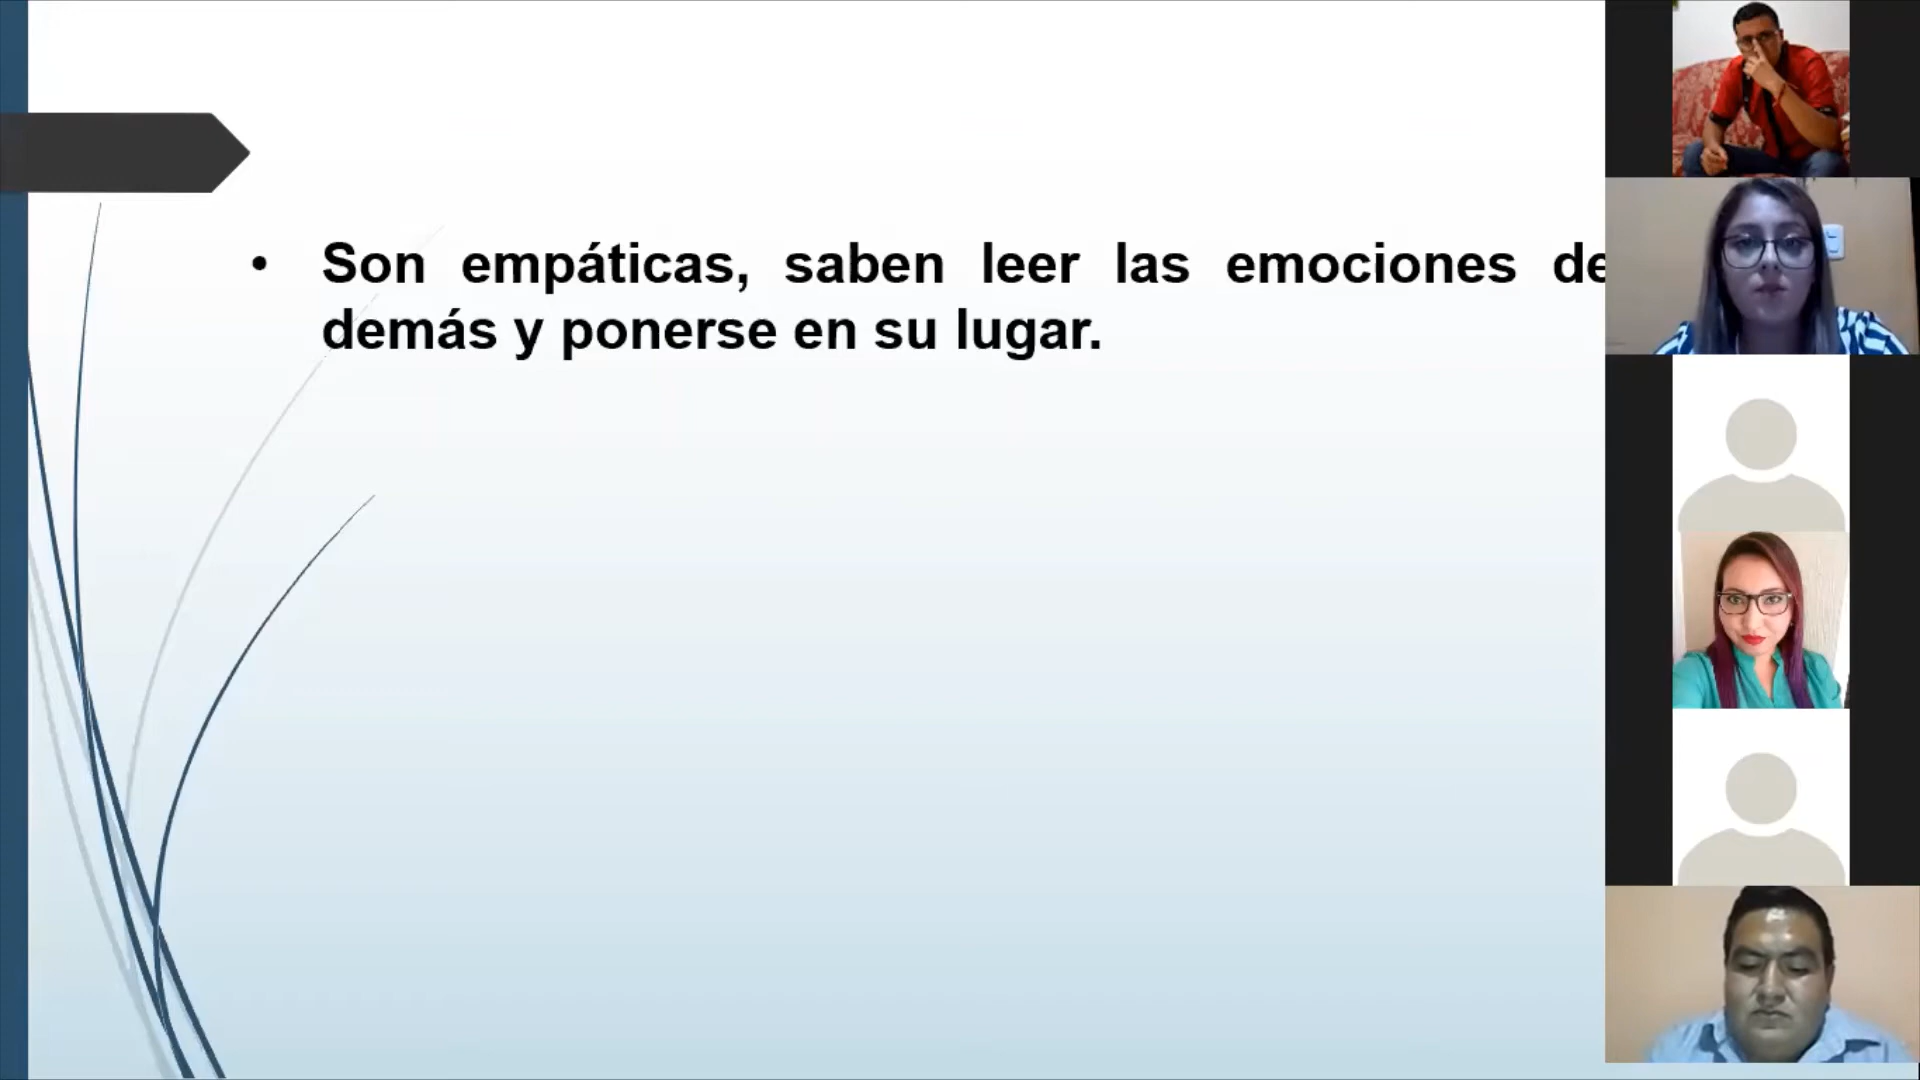 • Son empáticas, saben leer las emociones de
demás y ponerse en su lugar.